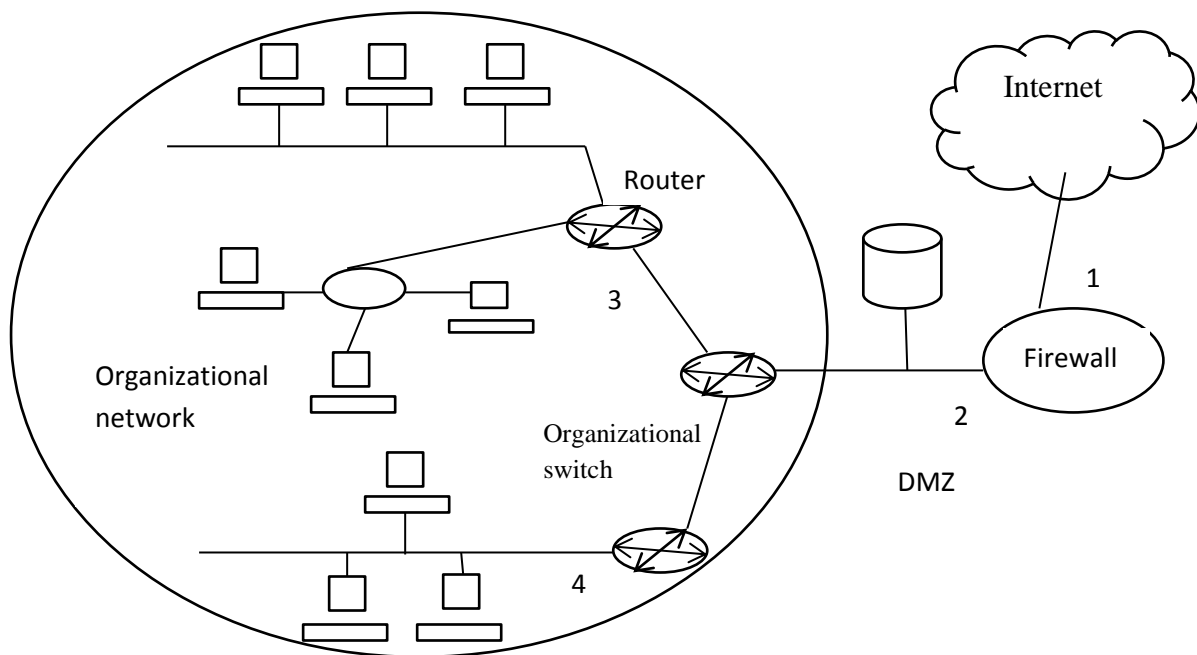 Internet
Router
1
3
Firewall
Organizational
network
2
Organizational
switch
DMZ
4